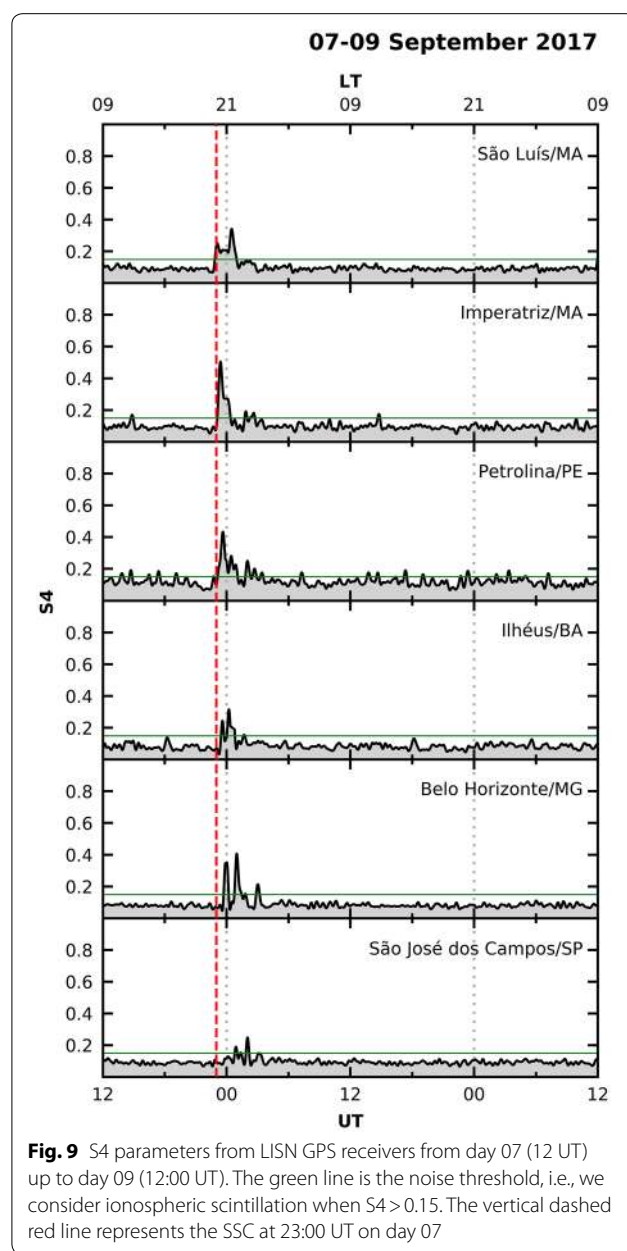 07-09 September 2017
LT
09 21 09 21 09
São Luís/MA
0.8
0.6
0.4
0.2
Imperatriz/MA
0.8
0.6
0.4
0.2
Petrolina/PE
0.8
0.6
0.4
0.2
S4
Ilhéus/BA
0.8
0.6
0.4
0.2
Belo Horizonte/MG
0.8
0.6
0.4
0.2
São José dos Campos/SP
0.8
0.6
0.4
0.2
12 00 12 00 12
UT
Fig. 9 S4 parameters from LISN GPS receivers from day 07 (12 UT)
up to day 09 (12:00 UT). The green line is the noise threshold, i.e., we
consider ionospheric scintillation when S4 > 0.15. The vertical dashed
red line represents the SSC at 23:00 UT on day 07